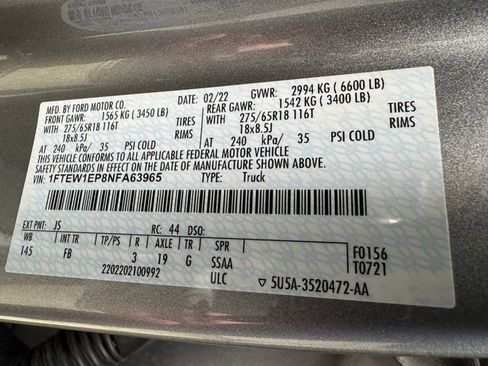 MFD. BY FORD MOTOR CO.
DATE: 02/22 GVWR: 2994 KG ( 6600 LB)
FRONT GAWR: 1565 KG ( 3450 LB) REAR GAWR: 1542 KG ( 3400 LB)
WITH 275/65R18 116T TIRES WITH 275/65R18 116T TIRES
18x8.5J RIMS 18x8.5J RIMS
AT 240 kPa/ 35 PSI COLD AT 240 kPa/ 35 PSI COLD
THIS VEHICLE CONFORMS TO ALL APPLICABLE FEDERAL MOTOR VEHICLE
SAFETY STANDARDS IN EFFECT ON THE DATE OF MANUFACTURE SHOWN ABOVE.
VIN: 1FTEW1EP8NFA63965 TYPE: Truck
EXT PNT: JS RC: 44 DSO:
WB INT TR TP/PS R AXLE TR SPR
145 FB 3 19 G SSAA
2202202100992 ULC
F0156
T0721
5U5A-3520472-AA